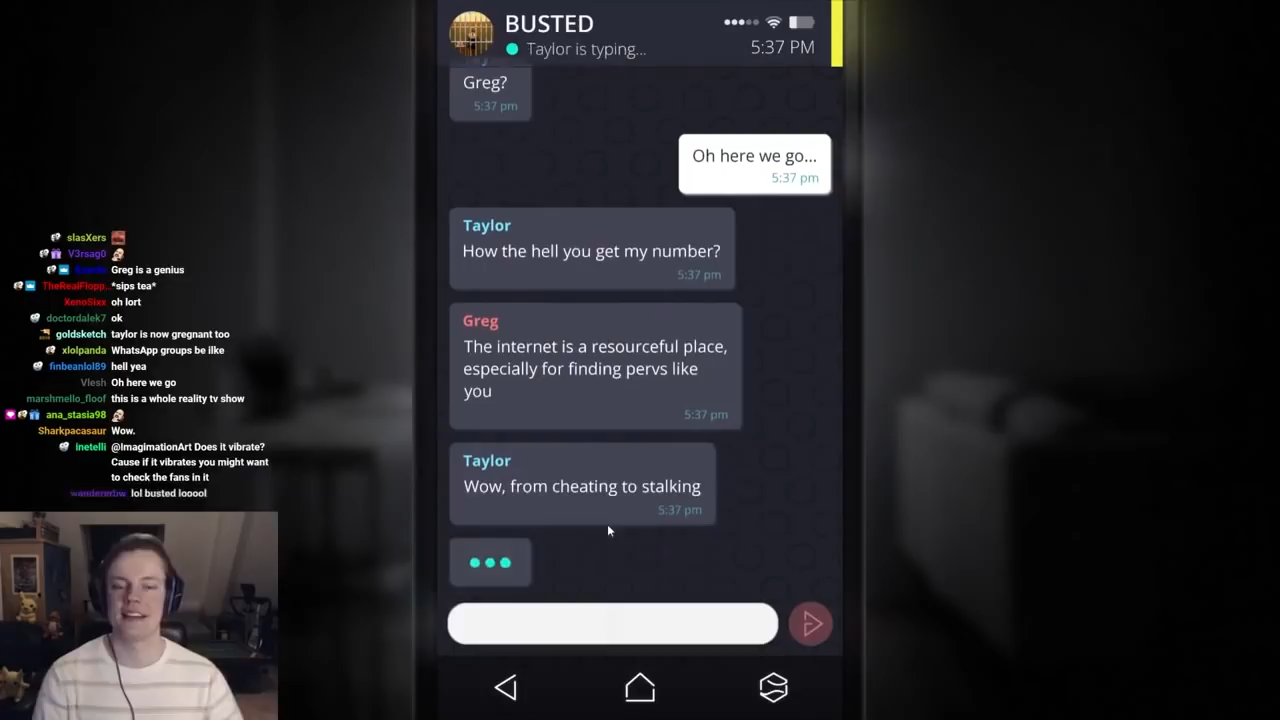 BUSTED
Taylor is typing...
5:37 PM
Greg?
5:37 pm
Oh here we go...
5:37 pm
Taylor
How the hell you get my number?
5:37 pm
Greg
The internet is a resourceful place,
especially for finding pervs like
you
5:37 pm
Taylor
Wow, from cheating to stalking
5:37 pm
slasXers
V3rsag0
Greg is a genius
TheRealFlopp... *sips tea*
XenoSixx oh lort
doctordalek7 ok
goldsketch taylor is now gregnant too
xlolpanda WhatsApp groups be ilke
finbeanlol89 hell yea
Vlesh Oh here we go
marshmello_floof this is a whole reality tv show
ana_stasia98
Sharkpacasaur Wow.
inetelli @ImagimationArt Does it vibrate?
Cause if it vibrates you might want
to check the fans in it
lol busted looool